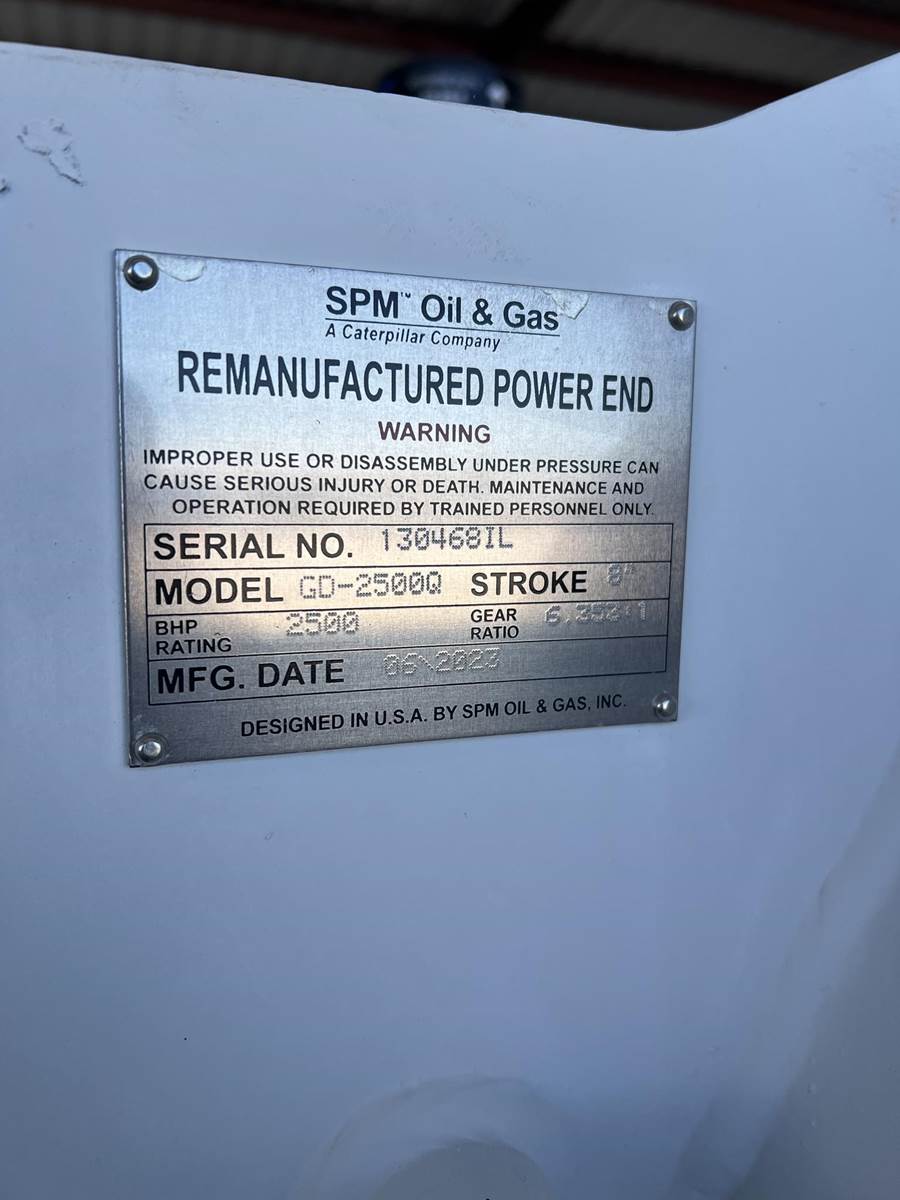 SPM™ Oil & Gas
A Caterpillar Company
REMANUFACTURED POWER END
WARNING
IMPROPER USE OR DISASSEMBLY UNDER PRESSURE CAN
CAUSE SERIOUS INJURY OR DEATH. MAINTENANCE AND
OPERATION REQUIRED BY TRAINED PERSONNEL ONLY.
SERIAL NO. 130468IL
MODEL GD-2500Q STROKE 8"
BHP RATING 2500 GEAR RATIO 6.353:1
MFG. DATE 06\2023
DESIGNED IN U.S.A. BY SPM OIL & GAS, INC.